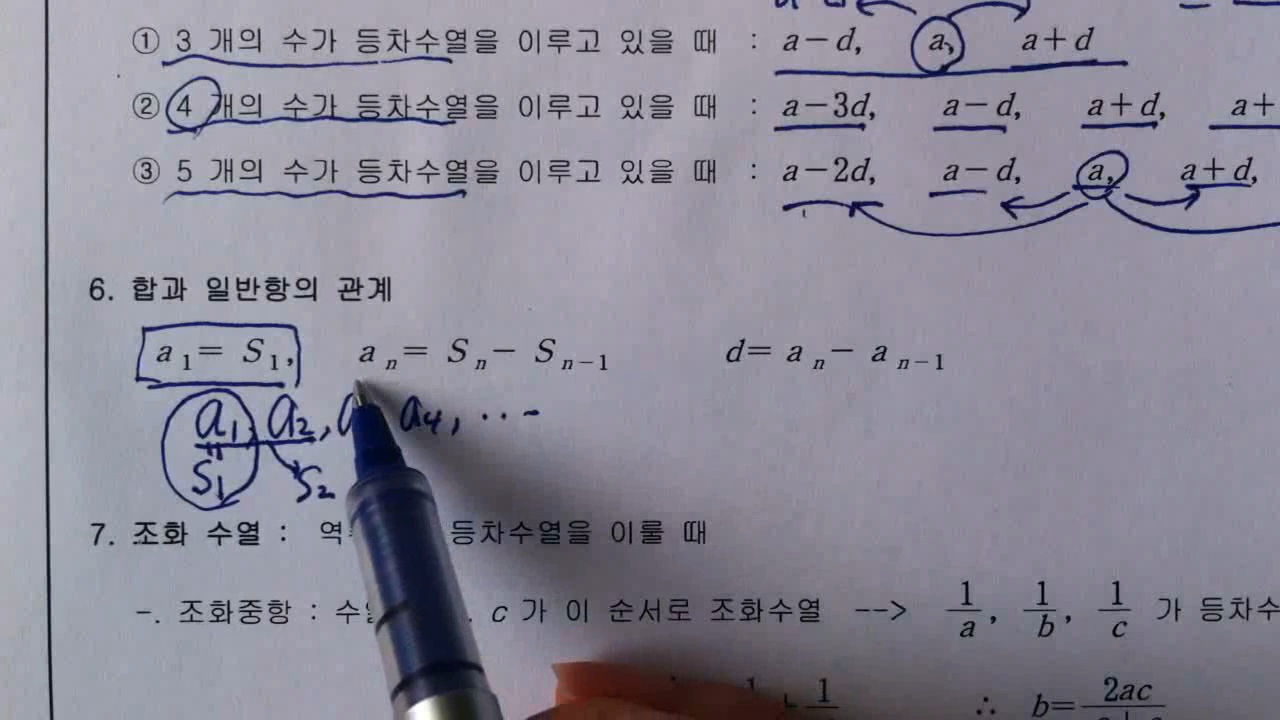 ① 3 개의 수가 등차수열을 이루고 있을 때 : a-d, a, a+d
② 4 개의 수가 등차수열을 이루고 있을 때 : a-3d, a-d, a+d, a+
③ 5 개의 수가 등차수열을 이루고 있을 때 : a-2d, a-d, a, a+d,
6. 합과 일반항의 관계
a₁= S₁, aₙ= Sₙ- Sₙ₋₁ d= aₙ- aₙ₋₁
a₁, a₂, a₄, ...
S₁ S₂
7. 조화 수열 : 등차수열을 이룰 때
-. 조화중항 : c 가 이 순서로 조화수열 --> 1/a, 1/b, 1/c 가 등차수
∴ b= 2ac